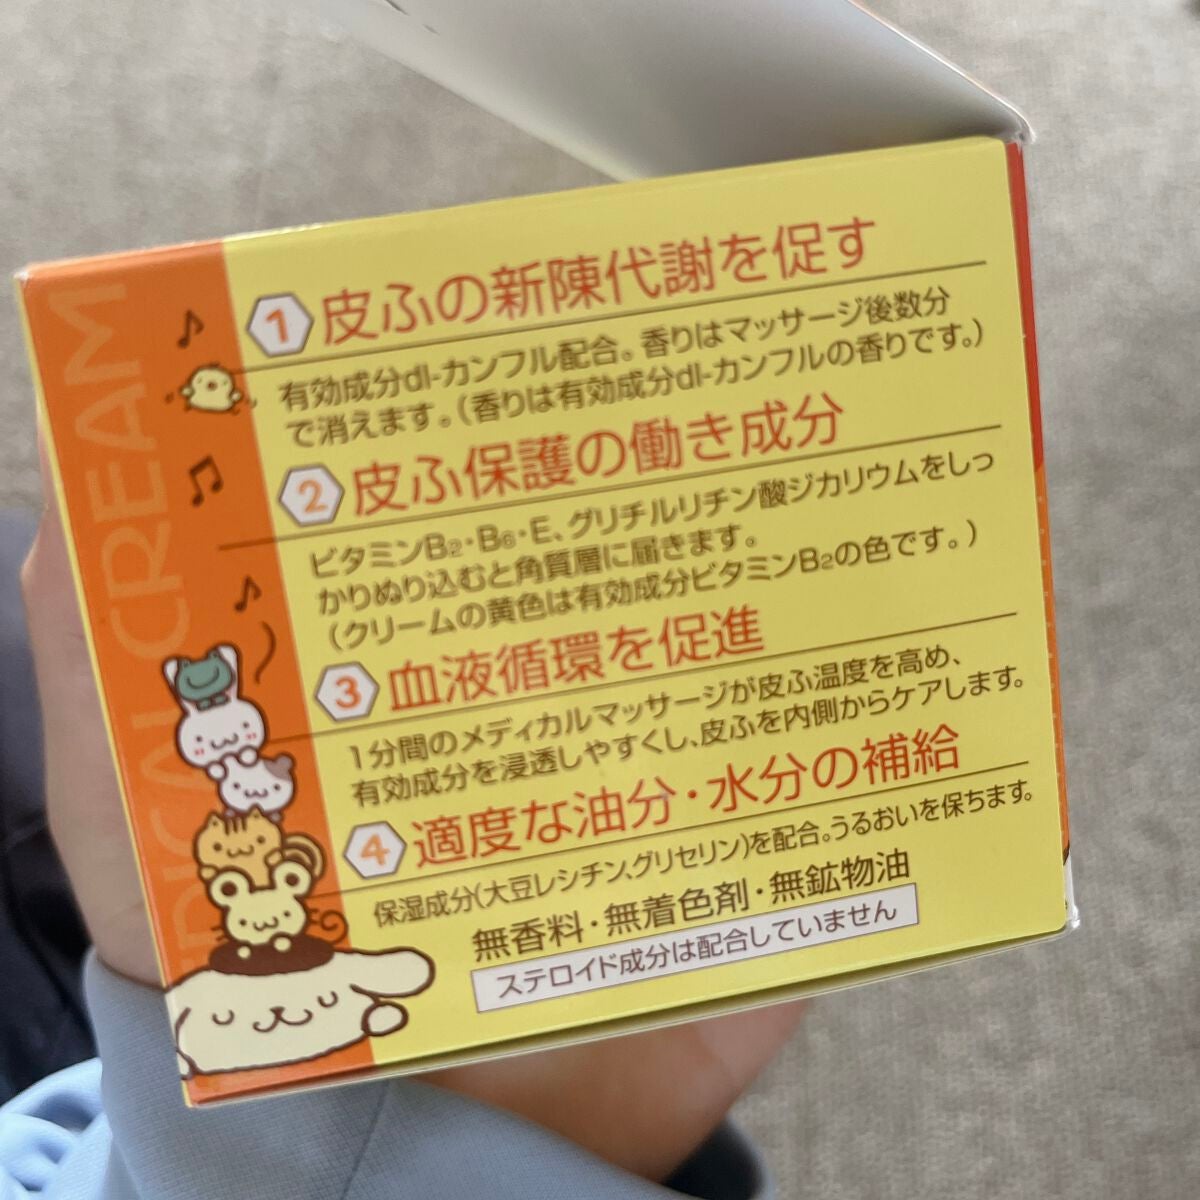 MEDICAL CREAM
1 皮ふの新陳代謝を促す
有効成分dl-カンフル配合。香りはマッサージ後数分
で消えます。(香りは有効成分dl-カンフルの香りです。)
2 皮ふ保護の働き成分
ビタミンB2・B6・E、グリチルリチン酸ジカリウムをしっ
かりぬり込むと角質層に届きます。
(クリームの黄色は有効成分ビタミンB2の色です。)
3 血液循環を促進
1分間のメディカルマッサージが皮ふ温度を高め、
有効成分を浸透しやすくし、皮ふを内側からケアします。
4 適度な油分・水分の補給
保湿成分(大豆レシチン、グリセリン)を配合。うるおいを保ちます。
無香料・無着色剤・無鉱物油
ステロイド成分は配合していません